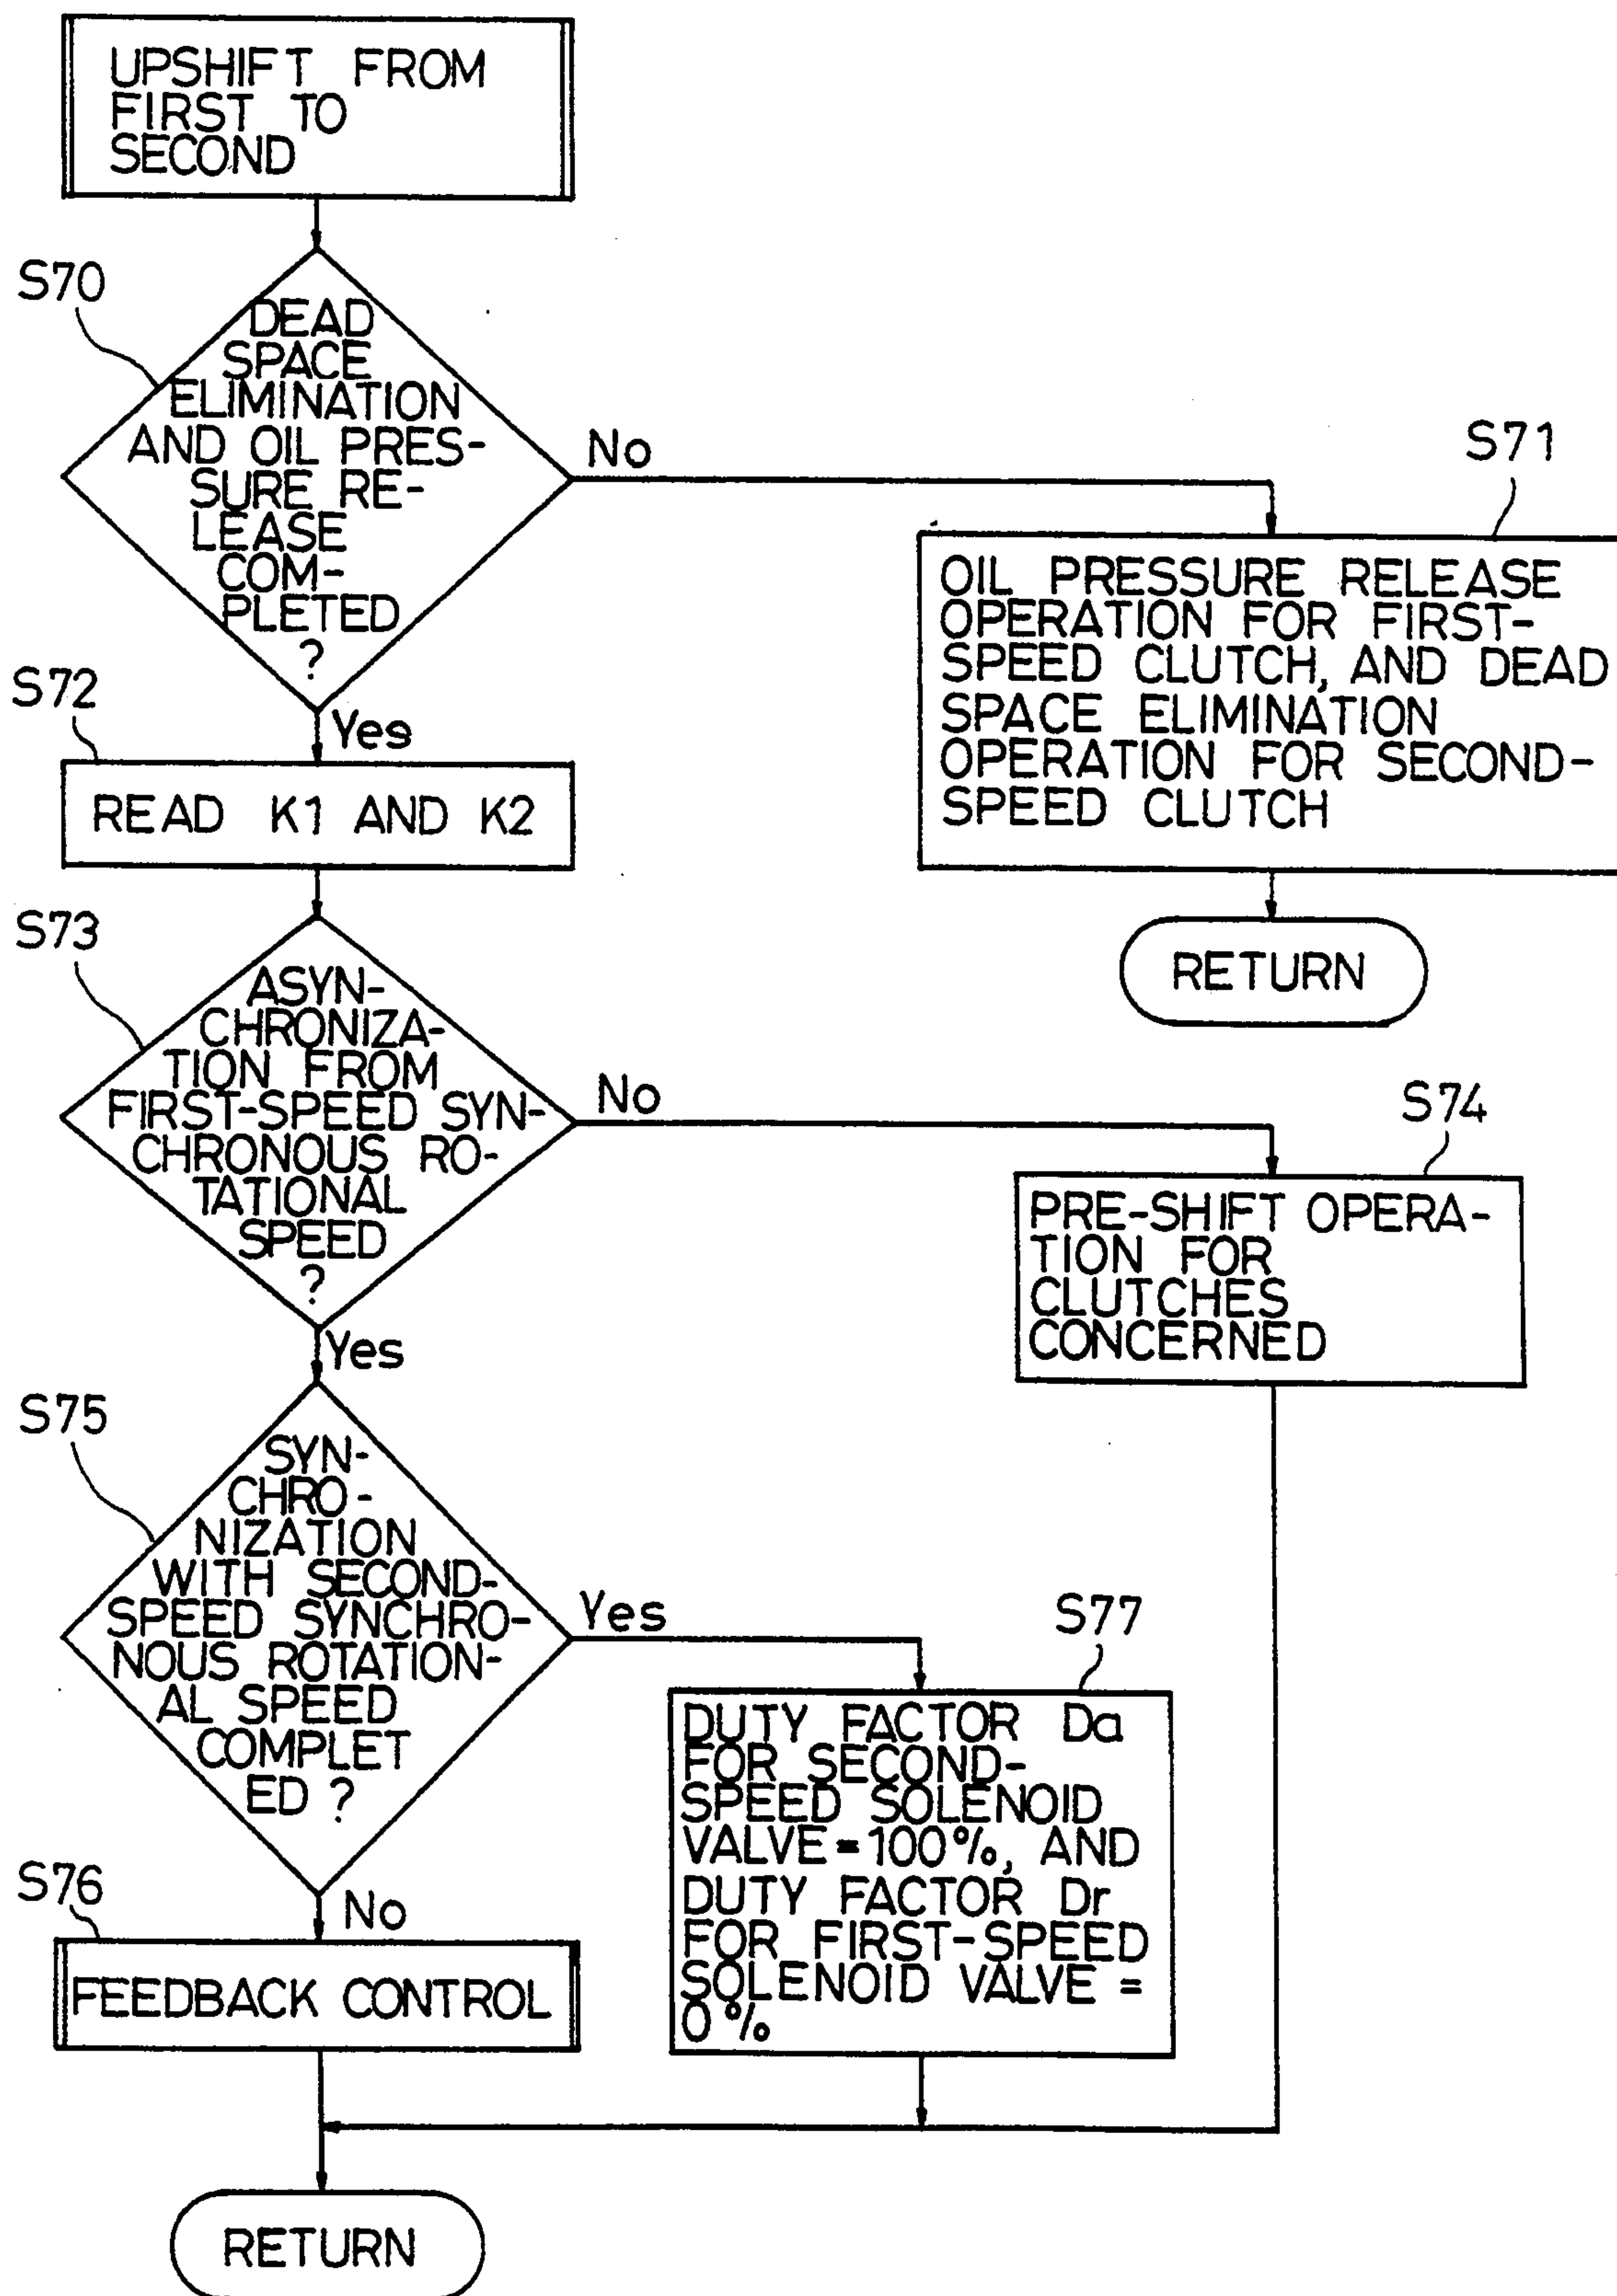 UPSHIFT FROM
FIRST TO
SECOND
S70
DEAD
SPACE
ELIMINATION
AND OIL PRES-
SURE RE-
LEASE
COM-
PLETED
?
No
S71
OIL PRESSURE RELEASE
OPERATION FOR FIRST-
SPEED CLUTCH, AND DEAD
SPACE ELIMINATION
OPERATION FOR SECOND-
SPEED CLUTCH
RETURN
Yes
S72
READ K1 AND K2
S73
ASYN-
CHRONIZA-
TION FROM
FIRST-SPEED SYN-
CHRONOUS RO-
TATIONAL
SPEED
?
No
S74
PRE-SHIFT OPERA-
TION FOR
CLUTCHES
CONCERNED
Yes
S75
SYN-
CHRO-
NIZATION
WITH SECOND-
SPEED SYNCHRO-
NOUS ROTATION-
AL SPEED
COMPLET
ED ?
Yes
S77
DUTY FACTOR Da
FOR SECOND-
SPEED SOLENOID
VALVE=100%, AND
DUTY FACTOR Dr
FOR FIRST-SPEED
SOLENOID VALVE =
0%
No
S76
FEEDBACK CONTROL
RETURN